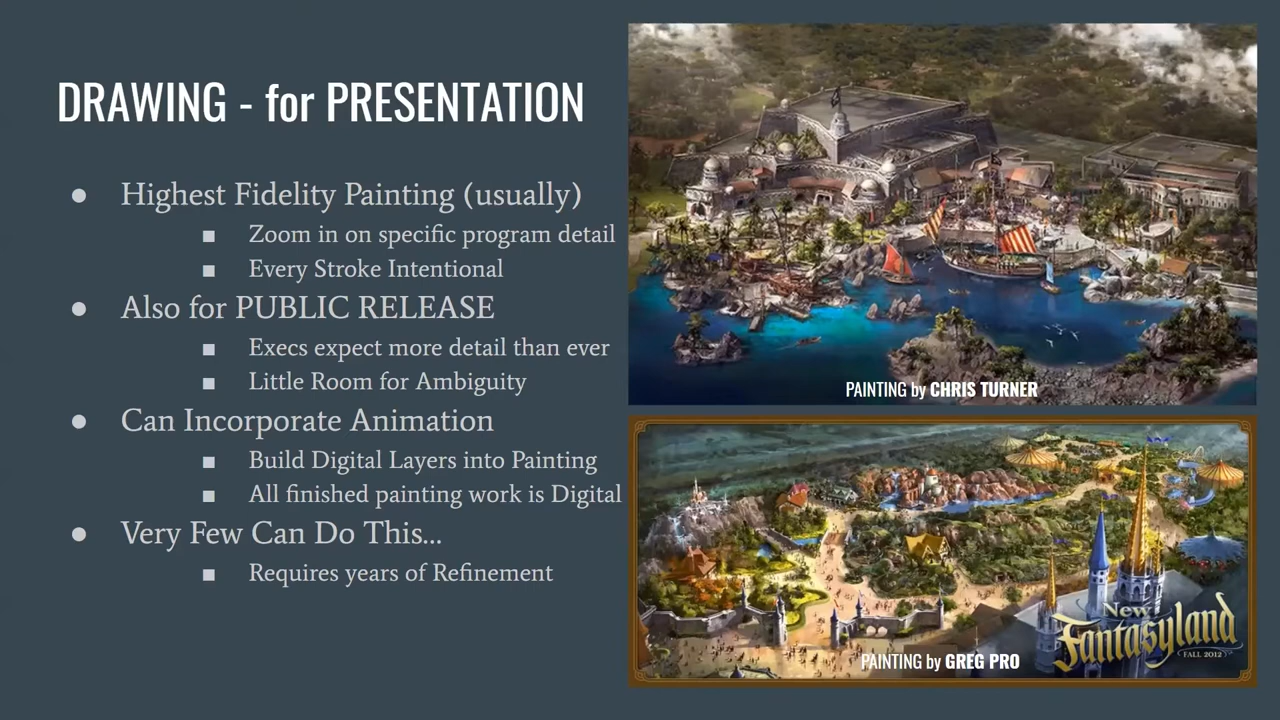 DRAWING - for PRESENTATION
● Highest Fidelity Painting (usually)
■ Zoom in on specific program detail
■ Every Stroke Intentional
● Also for PUBLIC RELEASE
■ Execs expect more detail than ever
■ Little Room for Ambiguity
● Can Incorporate Animation
■ Build Digital Layers into Painting
■ All finished painting work is Digital
● Very Few Can Do This...
■ Requires years of Refinement
PAINTING by CHRIS TURNER
New
Fantasyland
FALL 2012
PAINTING by GREG PRO